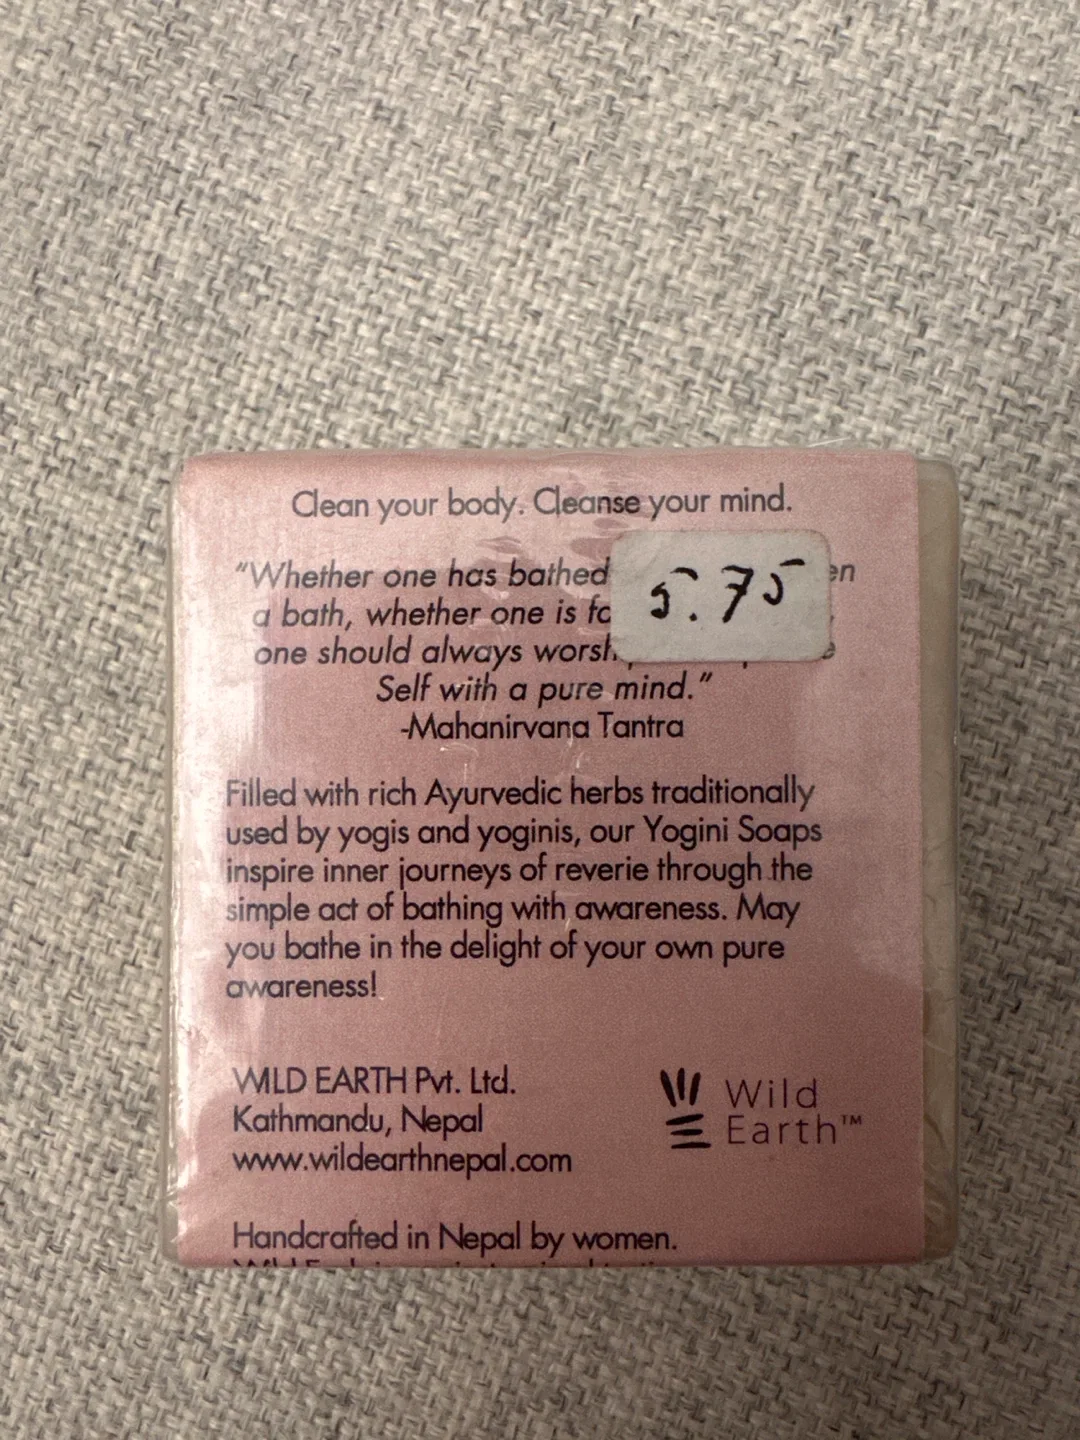 Clean your body. Cleanse your mind.
"Whether one has bathed
a bath, whether one is
one should always
Self with a pure mind."
-Mahanirvana Tantra
5.75
Filled with rich Ayurvedic herbs traditionally
used by yogis and yoginis, our Yogini Soaps
inspire inner journeys of reverie through the
simple act of bathing with awareness. May
you bathe in the delight of your own pure
awareness!
WILD EARTH Pvt. Ltd.
Kathmandu, Nepal
www.wildearthnepal.com
Wild
Earth™
Handcrafted in Nepal by women.